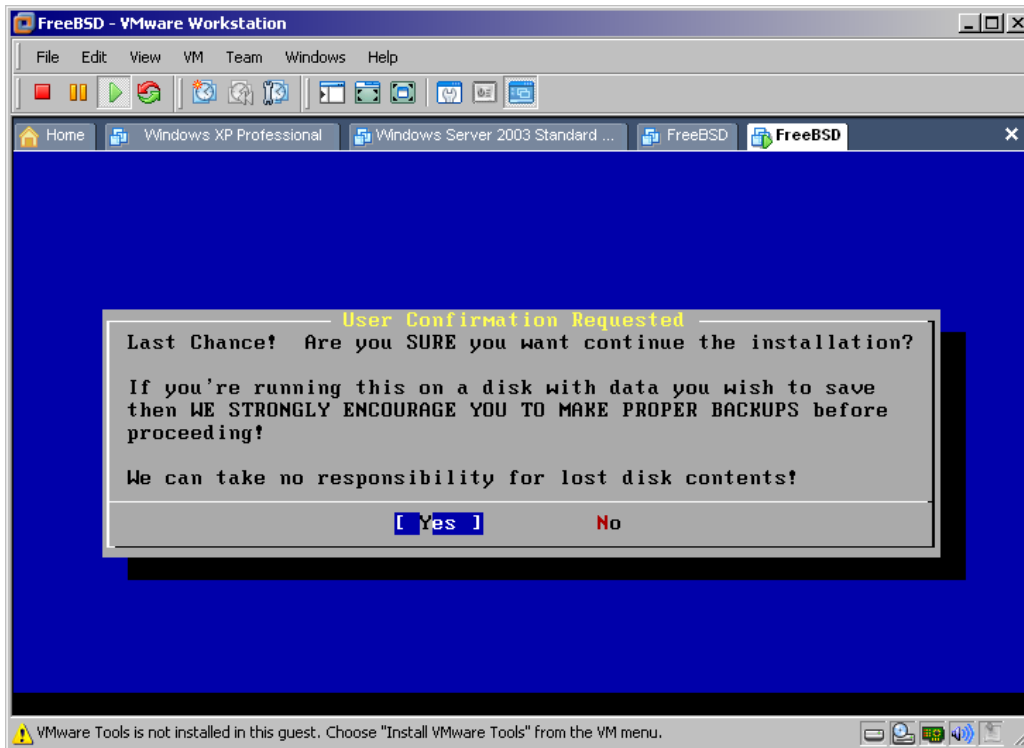 FreeBSD - VMware Workstation
File Edit View VM Team Windows Help
Home Windows XP Professional Windows Server 2003 Standard ... FreeBSD FreeBSD
User Confirmation Requested
Last Chance! Are you SURE you want continue the installation?
If you're running this on a disk with data you wish to save
then WE STRONGLY ENCOURAGE YOU TO MAKE PROPER BACKUPS before
proceeding!
We can take no responsibility for lost disk contents!
[ Yes ] No
VMware Tools is not installed in this guest. Choose "Install VMware Tools" from the VM menu.